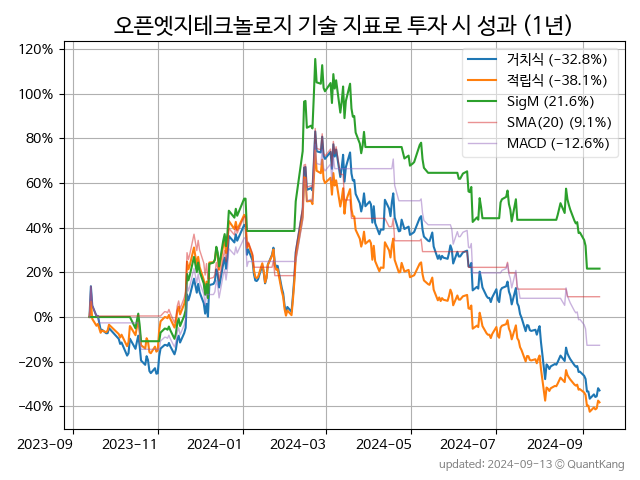 오픈엣지테크놀로지 기술 지표로 투자 시 성과 (1년)
120%
100%
80%
60%
40%
20%
0%
−20%
−40%
거치식 (−32.8%)
적립식 (−38.1%)
SigM (21.6%)
SMA(20) (9.1%)
MACD (−12.6%)
2023-09
2023-11
2024-01
2024-03
2024-05
2024-07
2024-09
updated: 2024-09-13 © QuantKang